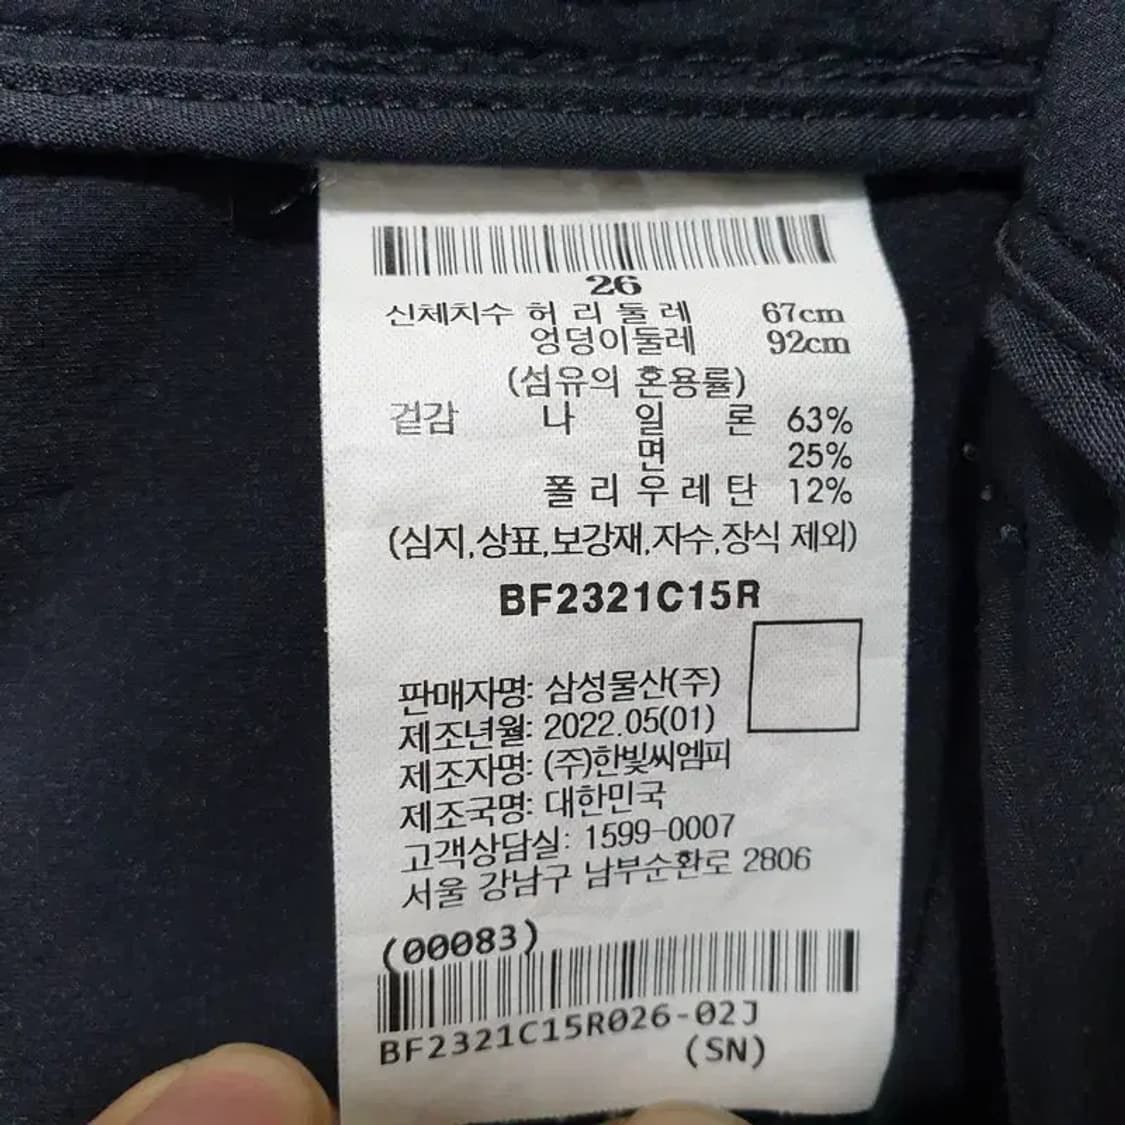 26
신체치수 허 리 둘 레 67cm
엉덩이둘레 92cm
(섬유의 혼용률)
겉감 나 일 론 63%
면 25%
폴 리 우 레 탄 12%
(심지,상표,보강재,자수,장식 제외)
BF2321C15R
판매자명: 삼성물산(주)
제조년월: 2022.05(01)
제조자명: (주)한빛씨엠피
제조국명: 대한민국
고객상담실: 1599-0007
서울 강남구 남부순환로 2806
(00083)
BF2321C15R026-02J
(SN)